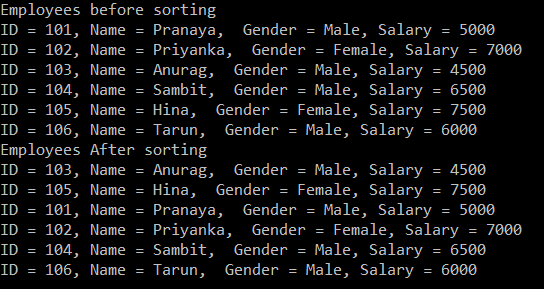 Employees before sorting
ID = 101, Name = Pranaya,  Gender = Male, Salary = 5000
ID = 102, Name = Priyanka,  Gender = Female, Salary = 7000
ID = 103, Name = Anurag,  Gender = Male, Salary = 4500
ID = 104, Name = Sambit,  Gender = Male, Salary = 6500
ID = 105, Name = Hina,  Gender = Female, Salary = 7500
ID = 106, Name = Tarun,  Gender = Male, Salary = 6000
Employees After sorting
ID = 103, Name = Anurag,  Gender = Male, Salary = 4500
ID = 105, Name = Hina,  Gender = Female, Salary = 7500
ID = 101, Name = Pranaya,  Gender = Male, Salary = 5000
ID = 102, Name = Priyanka,  Gender = Female, Salary = 7000
ID = 104, Name = Sambit,  Gender = Male, Salary = 6500
ID = 106, Name = Tarun,  Gender = Male, Salary = 6000